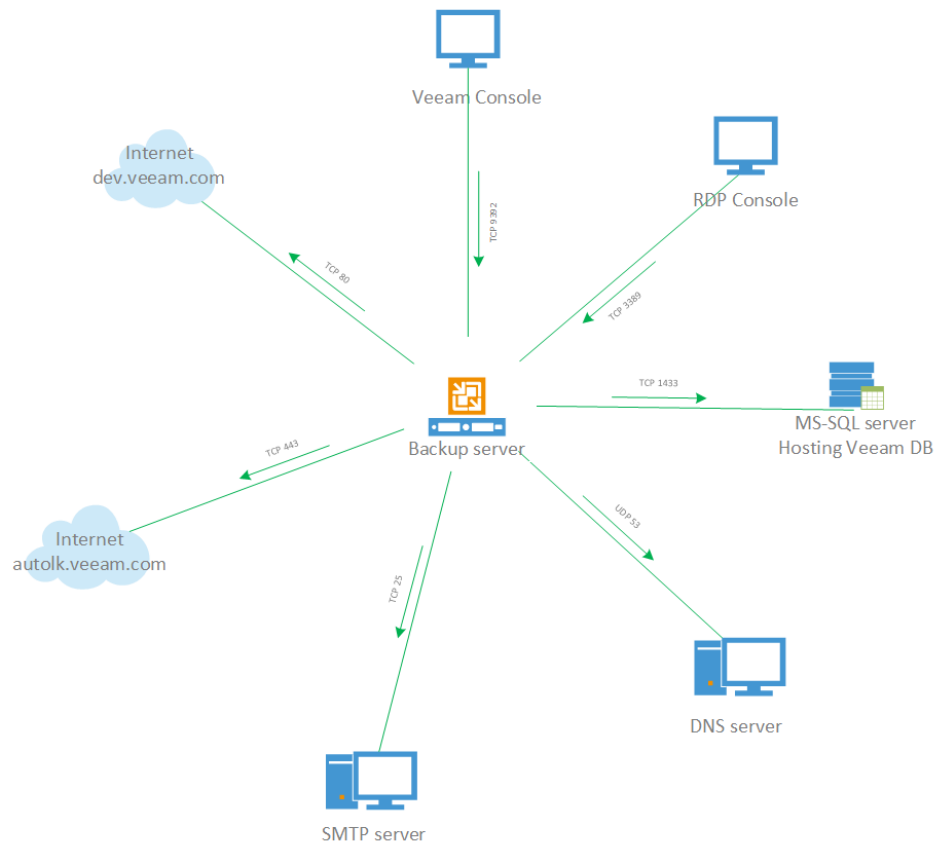 Veeam Console
Internet
dev.veeam.com
RDP Console
TCP 9392
TCP 80
TCP 3389
TCP 1433
MS-SQL server
Hosting Veeam DB
Backup server
TCP 443
UDP 53
Internet
autolk.veeam.com
TCP 25
DNS server
SMTP server